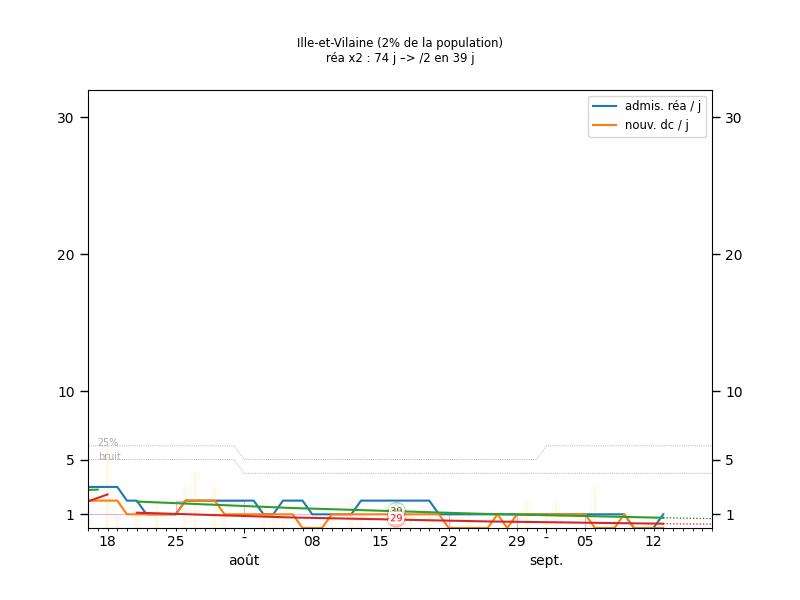 Ille-et-Vilaine (2% de la population)
réa x2 : 74 j –> /2 en 39 j
admis. réa / j
nouv. dc / j
30 30
20 20
10 10
25%
bruit
5 5
39
29
1 1
18 25 - 08 15 22 29 - 05 12
août sept.